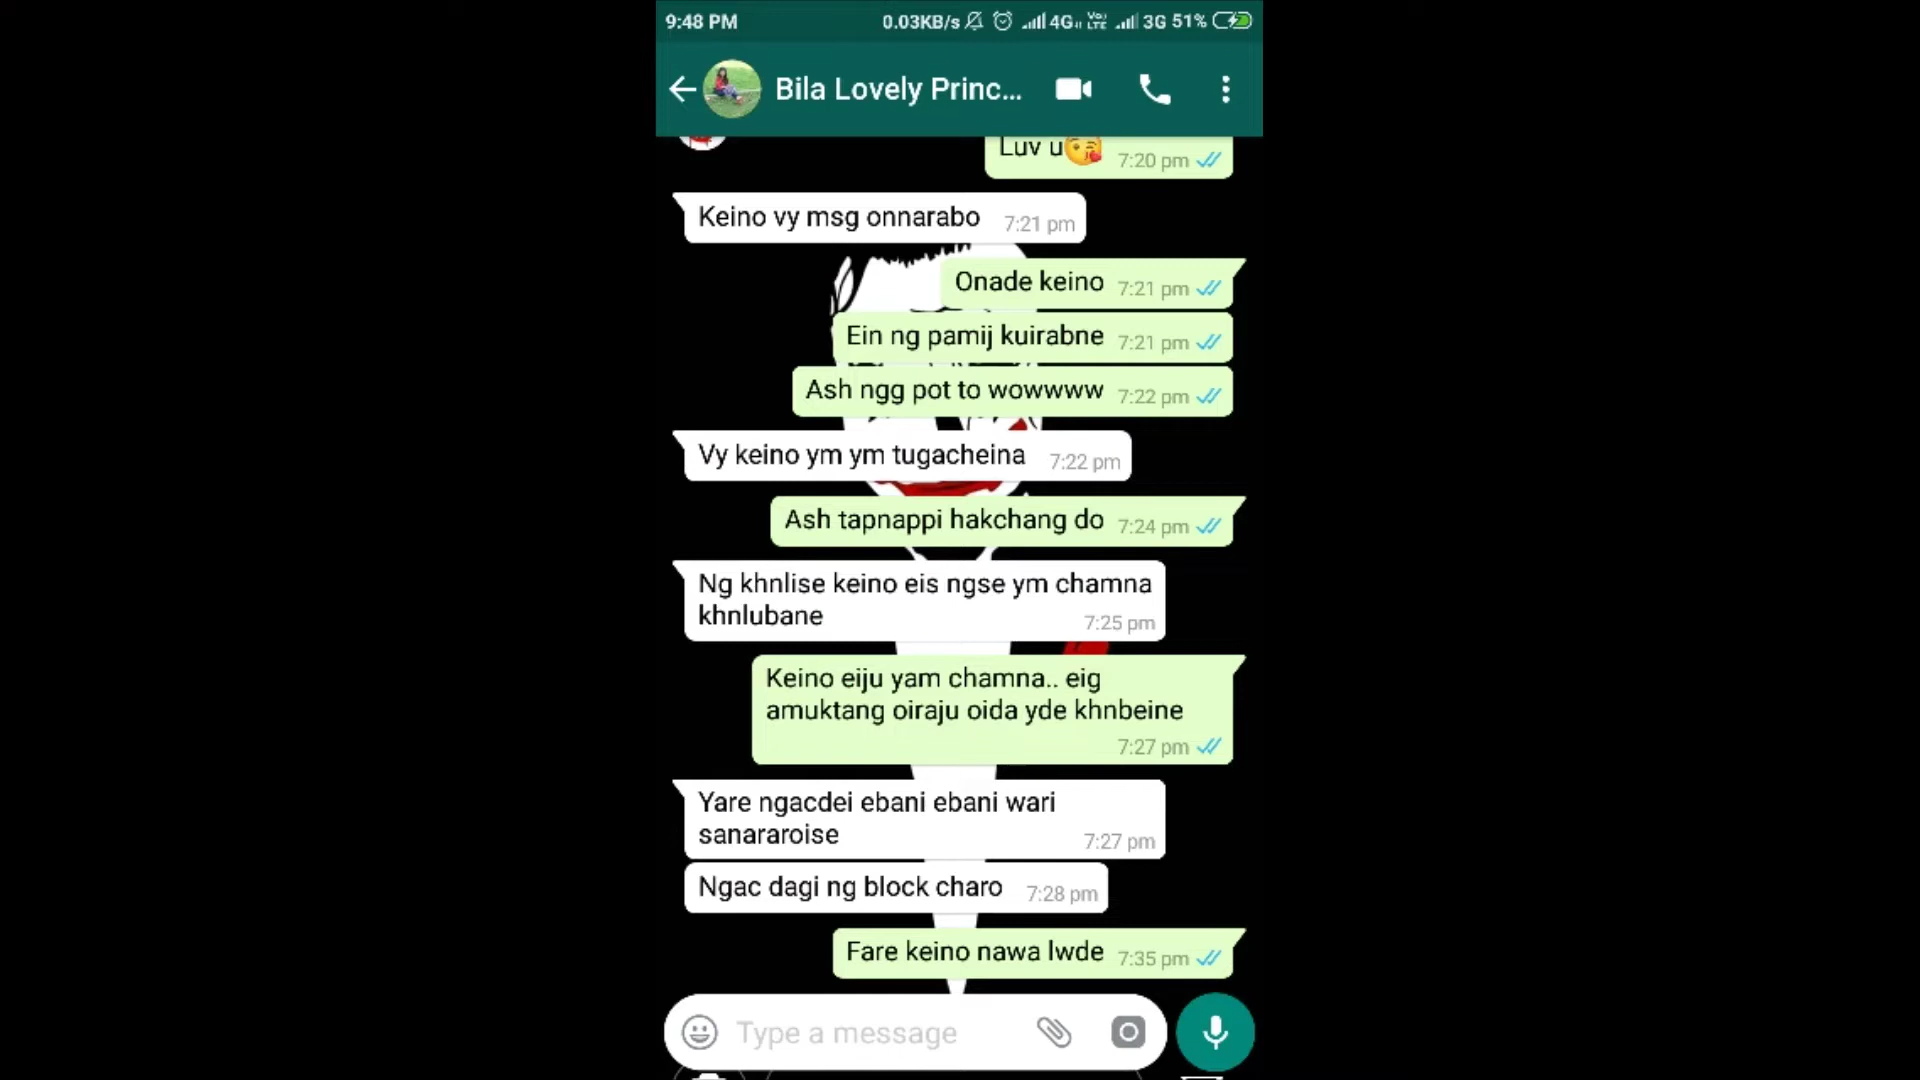 9:48 PM 0.03KB/s 4G VoLTE 3G 51%
Bila Lovely Princ...
Luv u😘 7:20 pm
Keino vy msg onnarabo 7:21 pm
Onade keino 7:21 pm
Ein ng pamij kuirabne 7:21 pm
Ash ngg pot to wowwww 7:22 pm
Vy keino ym ym tugacheina 7:22 pm
Ash tapnappi hakchang do 7:24 pm
Ng khnlise keino eis ngse ym chamna
khnlubane 7:25 pm
Keino eiju yam chamna.. eig
amuktang oiraju oida yde khnbeine
7:27 pm
Yare ngacdei ebani ebani wari
sanararoise 7:27 pm
Ngac dagi ng block charo 7:28 pm
Fare keino nawa lwde 7:35 pm
Type a message